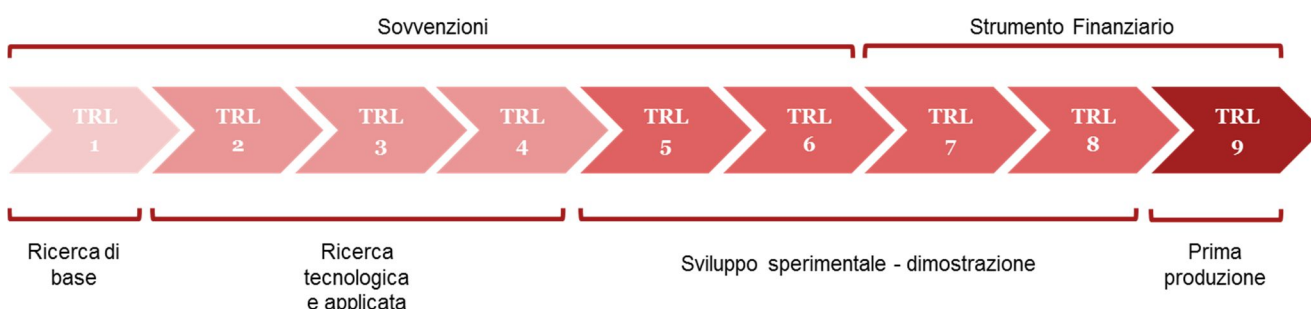 Sovvenzioni
Strumento Finanziario
TRL
1
TRL
2
TRL
3
TRL
4
TRL
5
TRL
6
TRL
7
TRL
8
TRL
9
Ricerca di
base
Ricerca
tecnologica
e applicata
Sviluppo sperimentale - dimostrazione
Prima
produzione